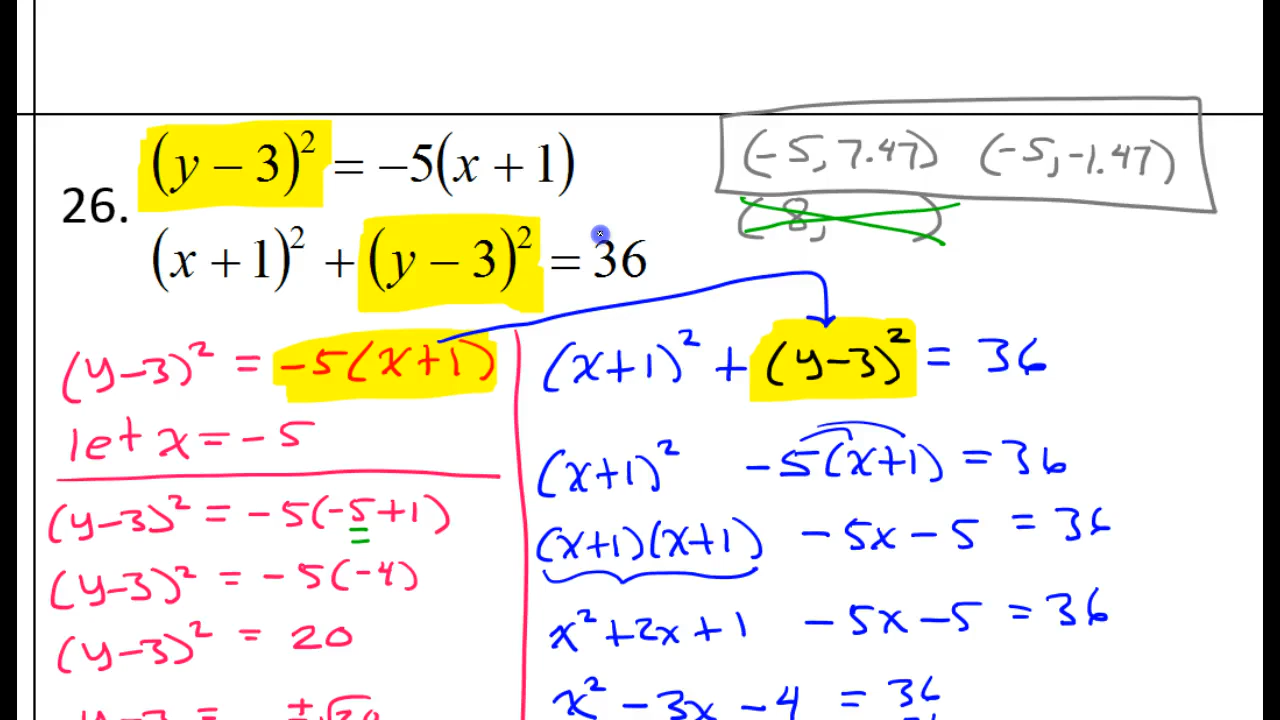 26.
(y − 3)² = −5(x + 1)
(x + 1)² + (y − 3)² = 36
(−5, 7.47) (−5, −1.47)
(8, )
(y−3)² = −5(x+1)
let x = −5
(y−3)² = −5(−5+1)
(y−3)² = −5(−4)
(y−3)² = 20
y−3 = ±√20
(x+1)² + (y−3)² = 36
(x+1)² −5(x+1) = 36
(x+1)(x+1) −5x −5 = 36
x² +2x +1 −5x −5 = 36
x² −3x −4 = 36